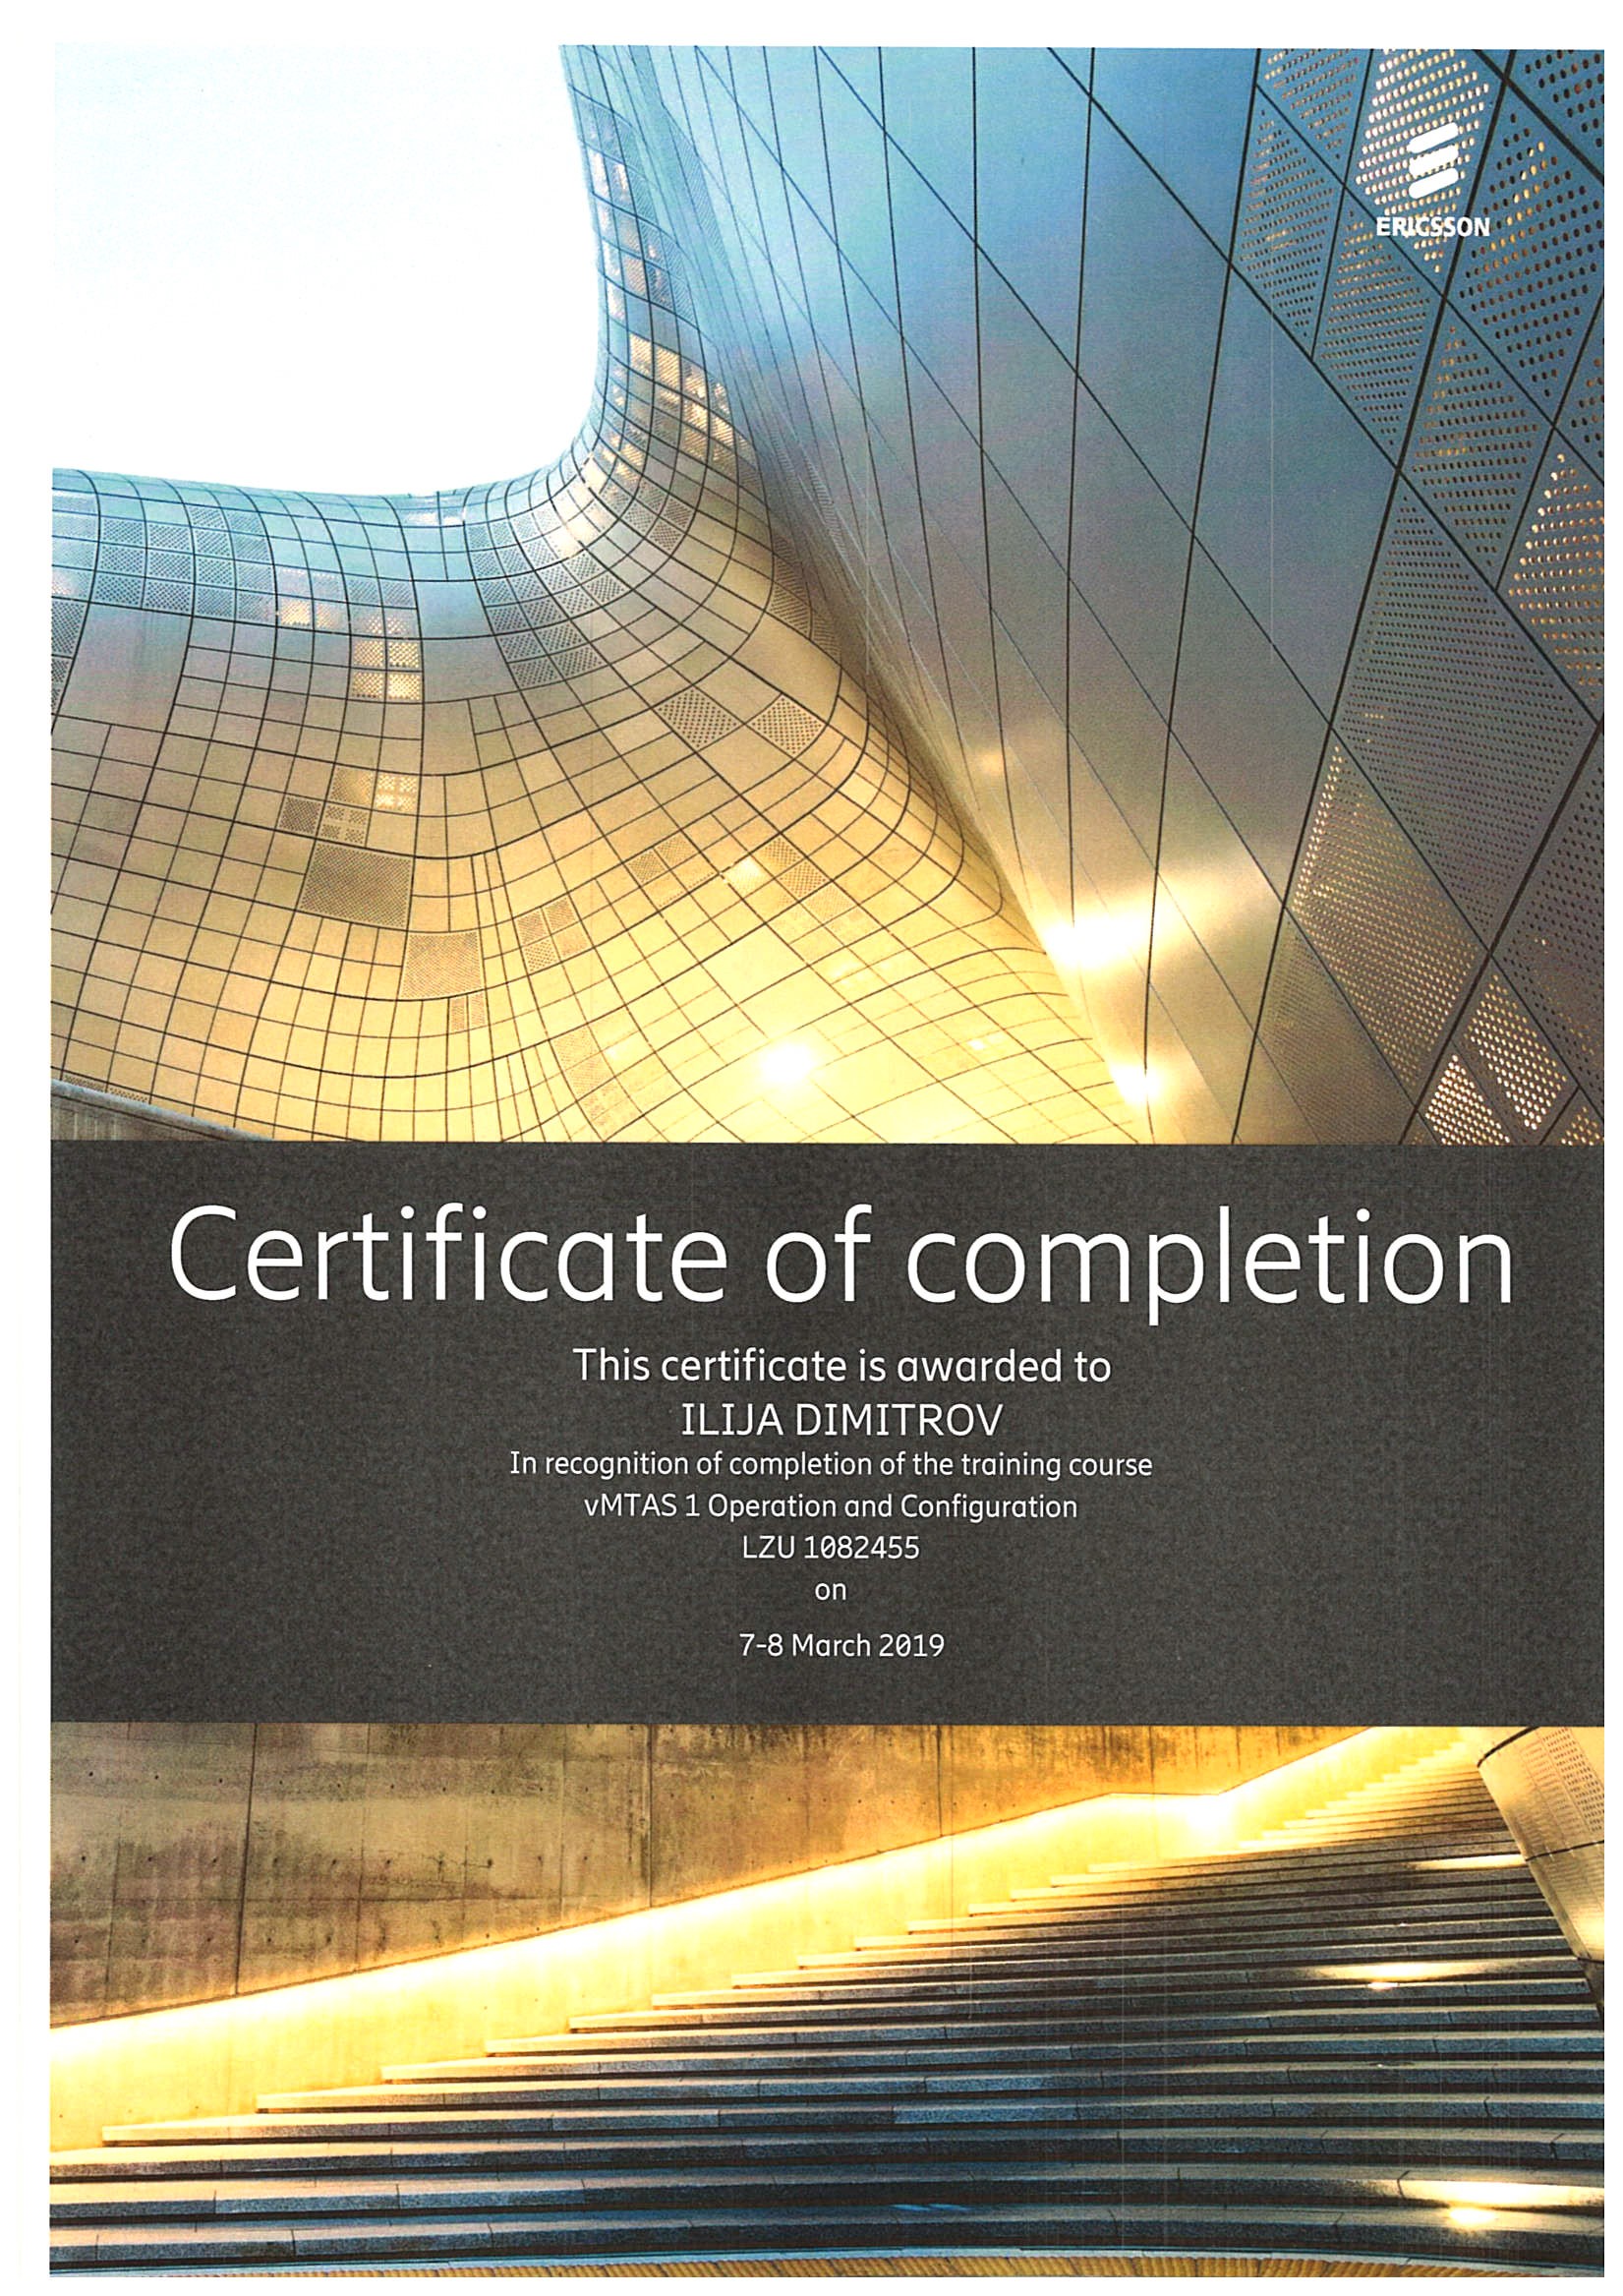 ERICSSON
Certificate of completion
This certificate is awarded to
ILIJA DIMITROV
In recognition of completion of the training course
vMTAS 1 Operation and Configuration
LZU 1082455
on
7-8 March 2019